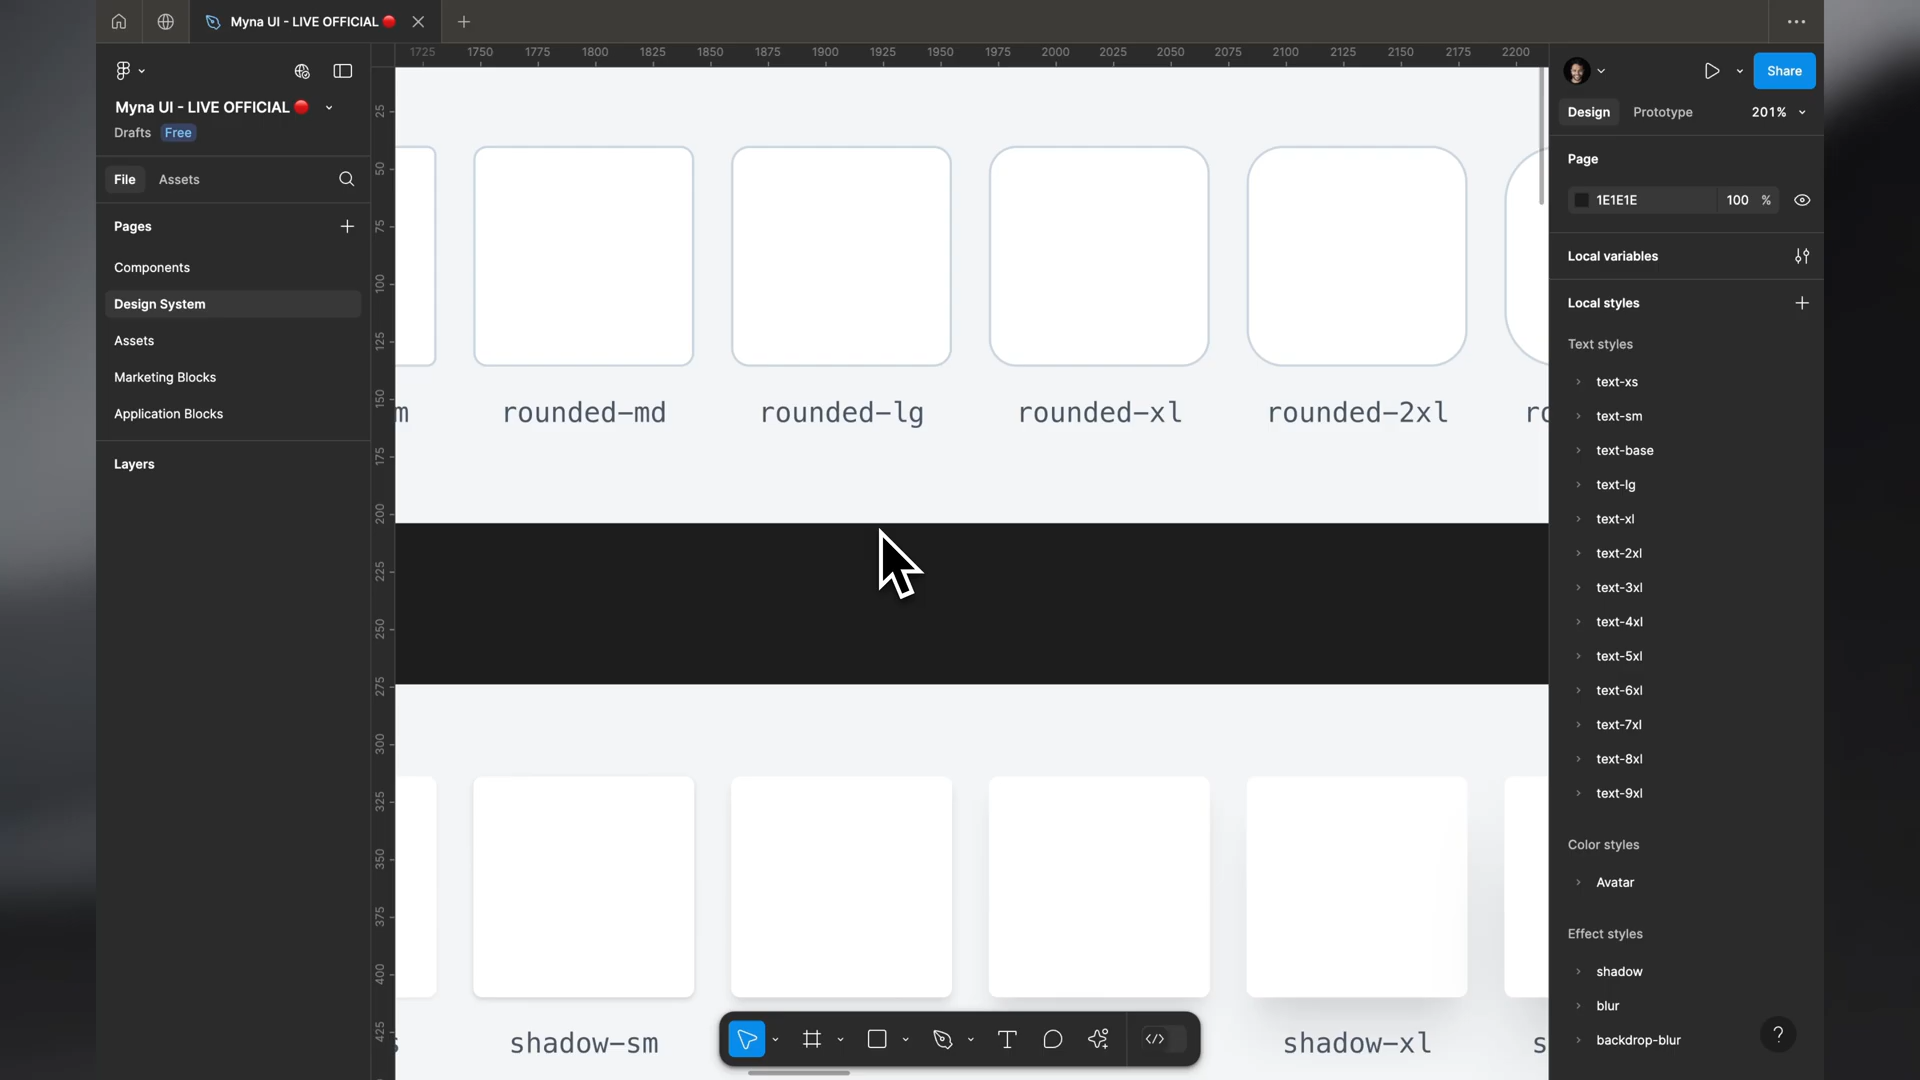 Myna UI - LIVE OFFICIAL
1725 1750 1775 1800 1825 1850 1875 1900 1925 1950 1975 2000 2025 2050 2075 2100 2125 2150 2175 2200
Myna UI - LIVE OFFICIAL
Drafts Free
File Assets
Pages
Components
Design System
Assets
Marketing Blocks
Application Blocks
Layers
25
50
75
100
125
150
175
200
225
250
275
300
325
350
375
400
425
m rounded-md rounded-lg rounded-xl rounded-2xl ro
s shadow-sm shadow-xl s
Share
Design Prototype 201%
Page
1E1E1E 100 %
Local variables
Local styles
Text styles
text-xs
text-sm
text-base
text-lg
text-xl
text-2xl
text-3xl
text-4xl
text-5xl
text-6xl
text-7xl
text-8xl
text-9xl
Color styles
Avatar
Effect styles
shadow
blur
backdrop-blur
?